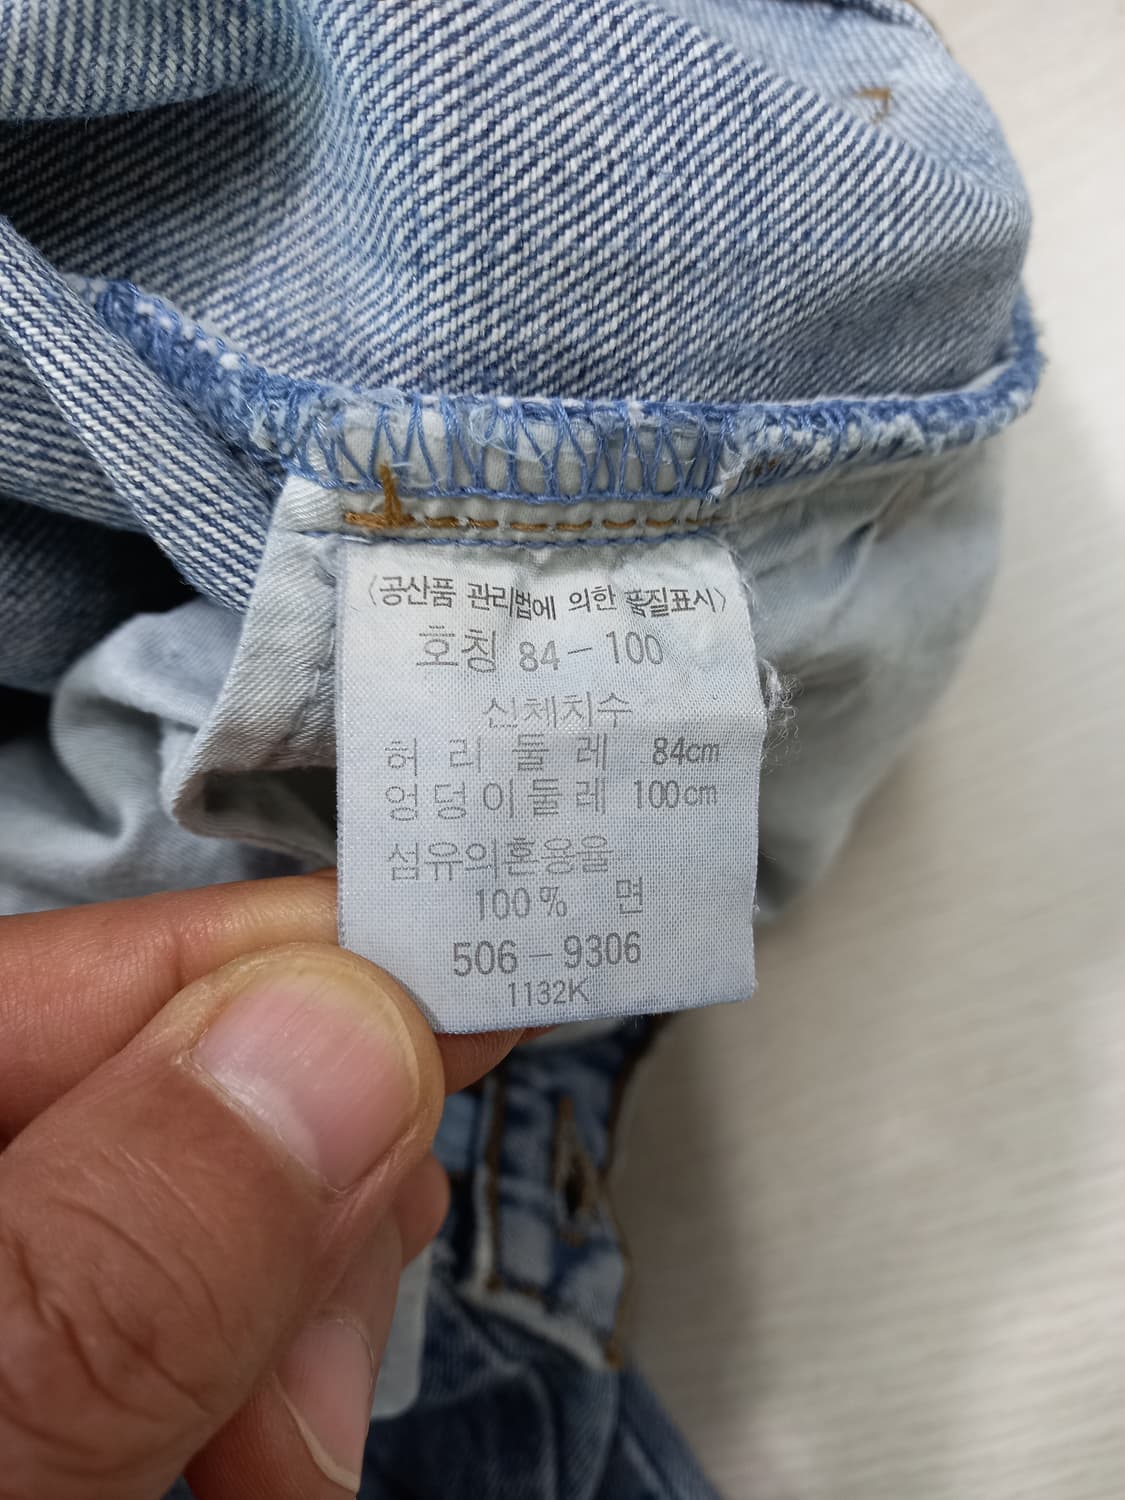 〈공산품 관리법에 의한 품질표시〉
호칭 84-100
신체치수
허리둘레 84cm
엉덩이둘레 100cm
섬유의혼용율
100% 면
506-9306
1132K